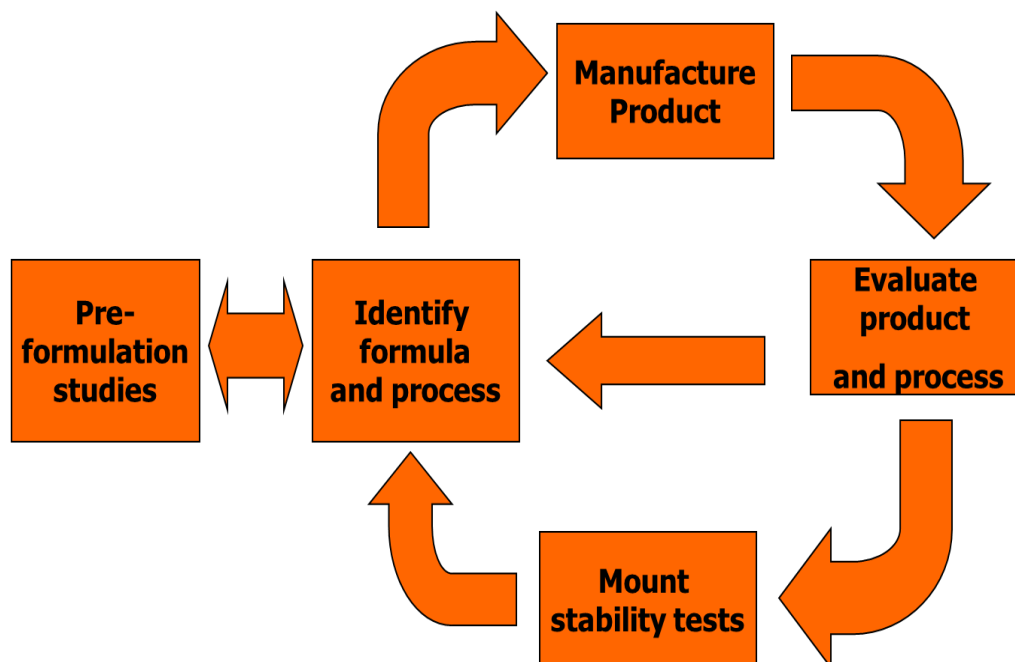 Manufacture
Product
Pre-
formulation
studies
Identify
formula
and process
Evaluate
product
and process
Mount
stability tests